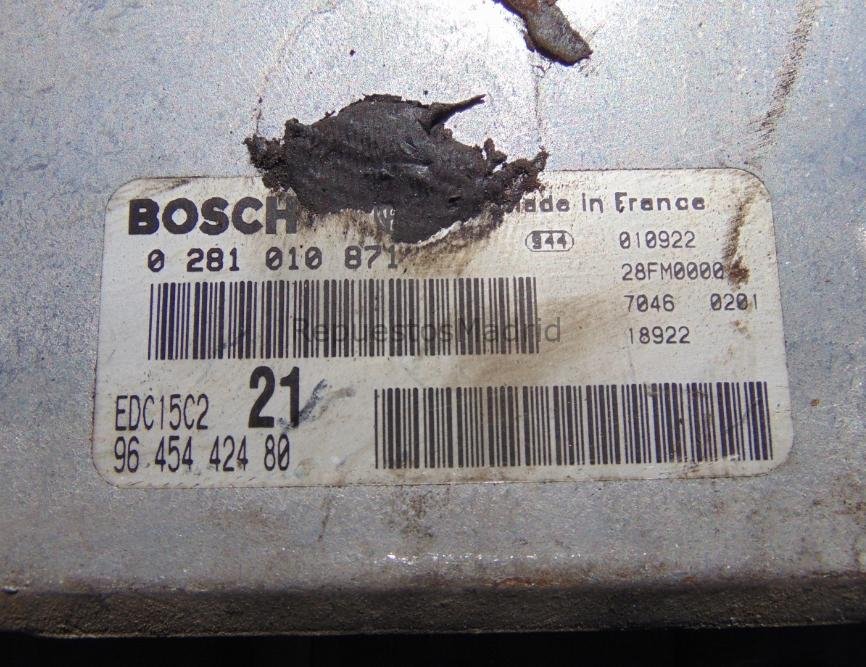 BOSCH
Made in France
0 281 010 871
944
010922
28FM0000
7046 0201
18922
RepuestosMadrid
EDC15C2
21
96 454 424 80